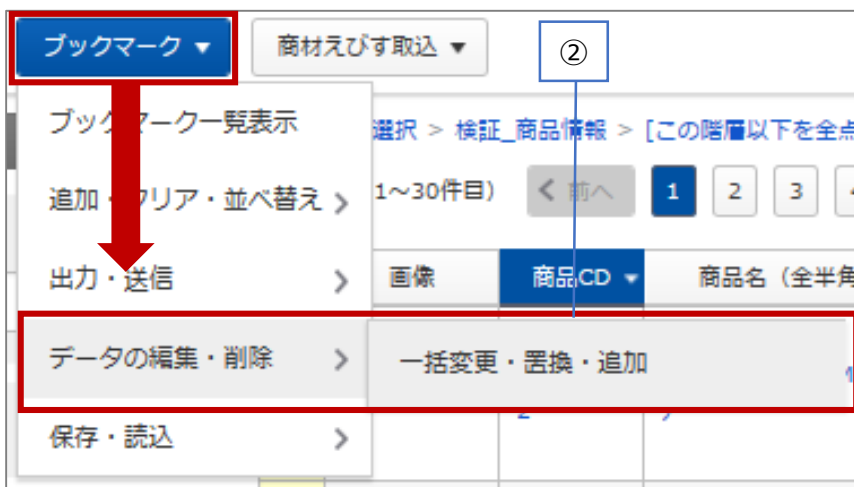 ブックマーク ▼
商材えびす取込 ▼
②
ブックマーク一覧表示
選択 > 検証_商品情報 > [この階層以下を全点
追加・クリア・並べ替え >
1～30件目)
< 前へ
1
2
3
出力・送信 >
画像
商品CD ▼
商品名（全半角
データの編集・削除 >
一括変更・置換・追加
保存・読込 >